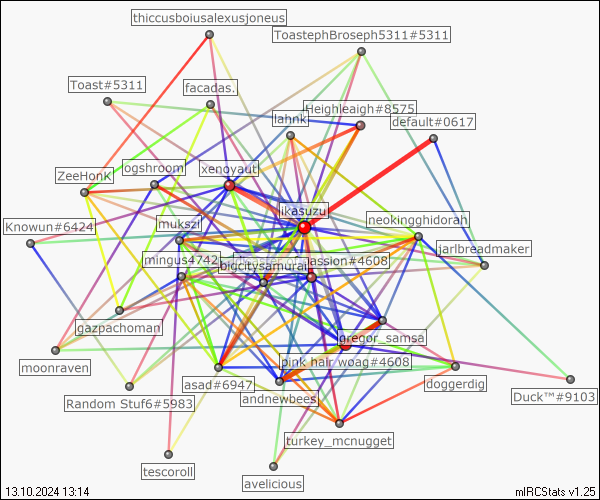 thiccusboiusalexusjoneus
ToastephBroseph5311#5311
Toast#5311
facadas.
Heighleaigh#8575
lahnk
default#0617
ZeeHonK
ogshroom
xenoyaut
ikasuzu
Knowun#6424
mukszi
neokingghidorah
jarlbreadmaker
mingus4742
bigcitysamurai
assion#4608
gazpachoman
gregor_samsa
moonraven
pink hair woag#4608
asad#6947
doggerdig
Random Stuf6#5983
andnewbees
Duck™#9103
turkey_mcnugget
tescoroll
avelicious
13.10.2024 13:14
mIRCStats v1.25